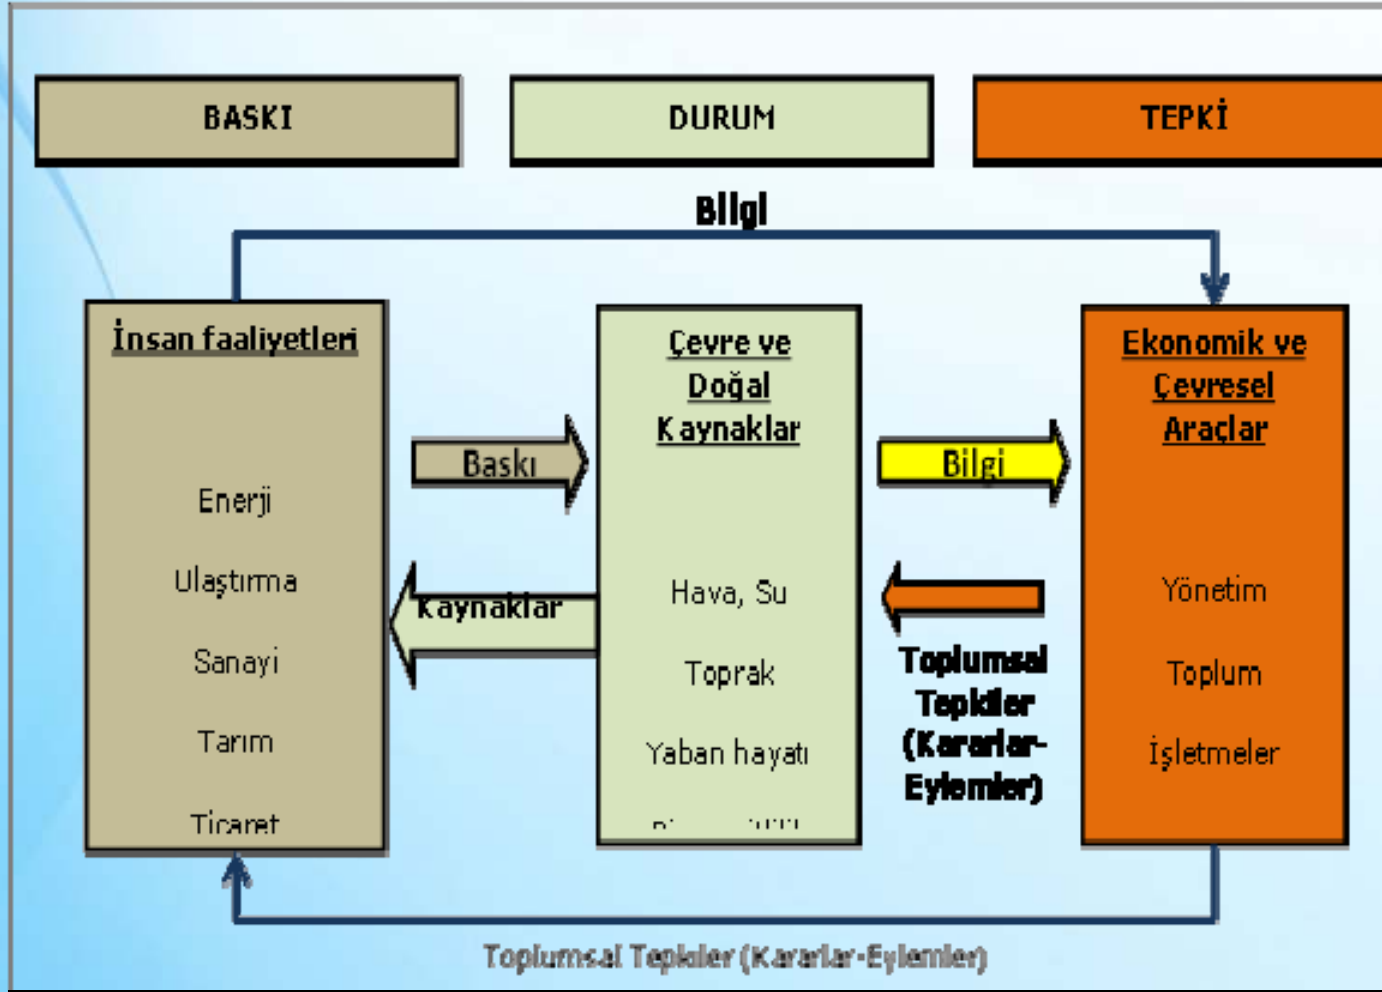 BASKI
DURUM
TEPKİ
Bilgi
İnsan faaliyetleri
Enerji
Ulaştırma
Sanayi
Tarım
Ticaret
Baskı
Kaynaklar
Çevre ve
Doğal
Kaynaklar
Hava, Su
Toprak
Yaban hayatı
Bilgi
Toplumsal
Tepkiler
(Kararlar-
Eylemler)
Ekonomik ve
Çevresel
Araçlar
Yönetim
Toplum
İşletmeler
Toplumsal Tepkiler (Kararlar-Eylemler)